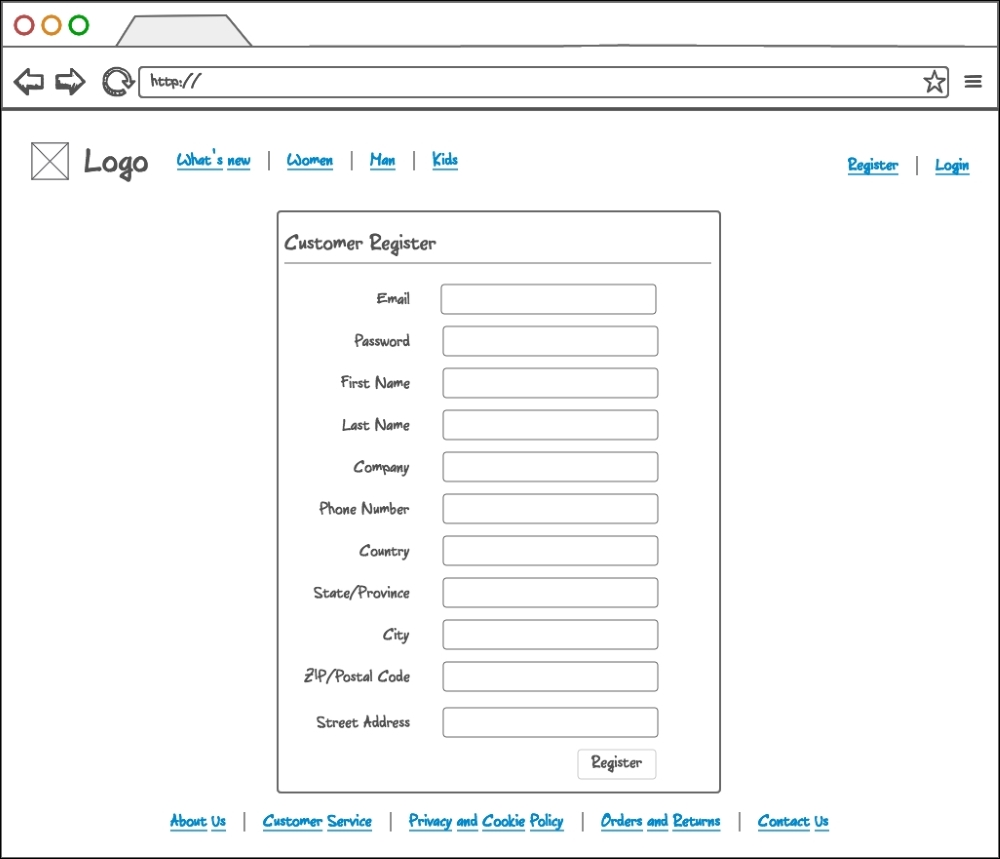 http://
Logo What's new | Women | Man | Kids
Register | Login
Customer Register
Email
Password
First Name
Last Name
Company
Phone Number
Country
State/Province
City
ZIP/Postal Code
Street Address
Register
About Us | Customer Service | Privacy and Cookie Policy | Orders and Returns | Contact Us